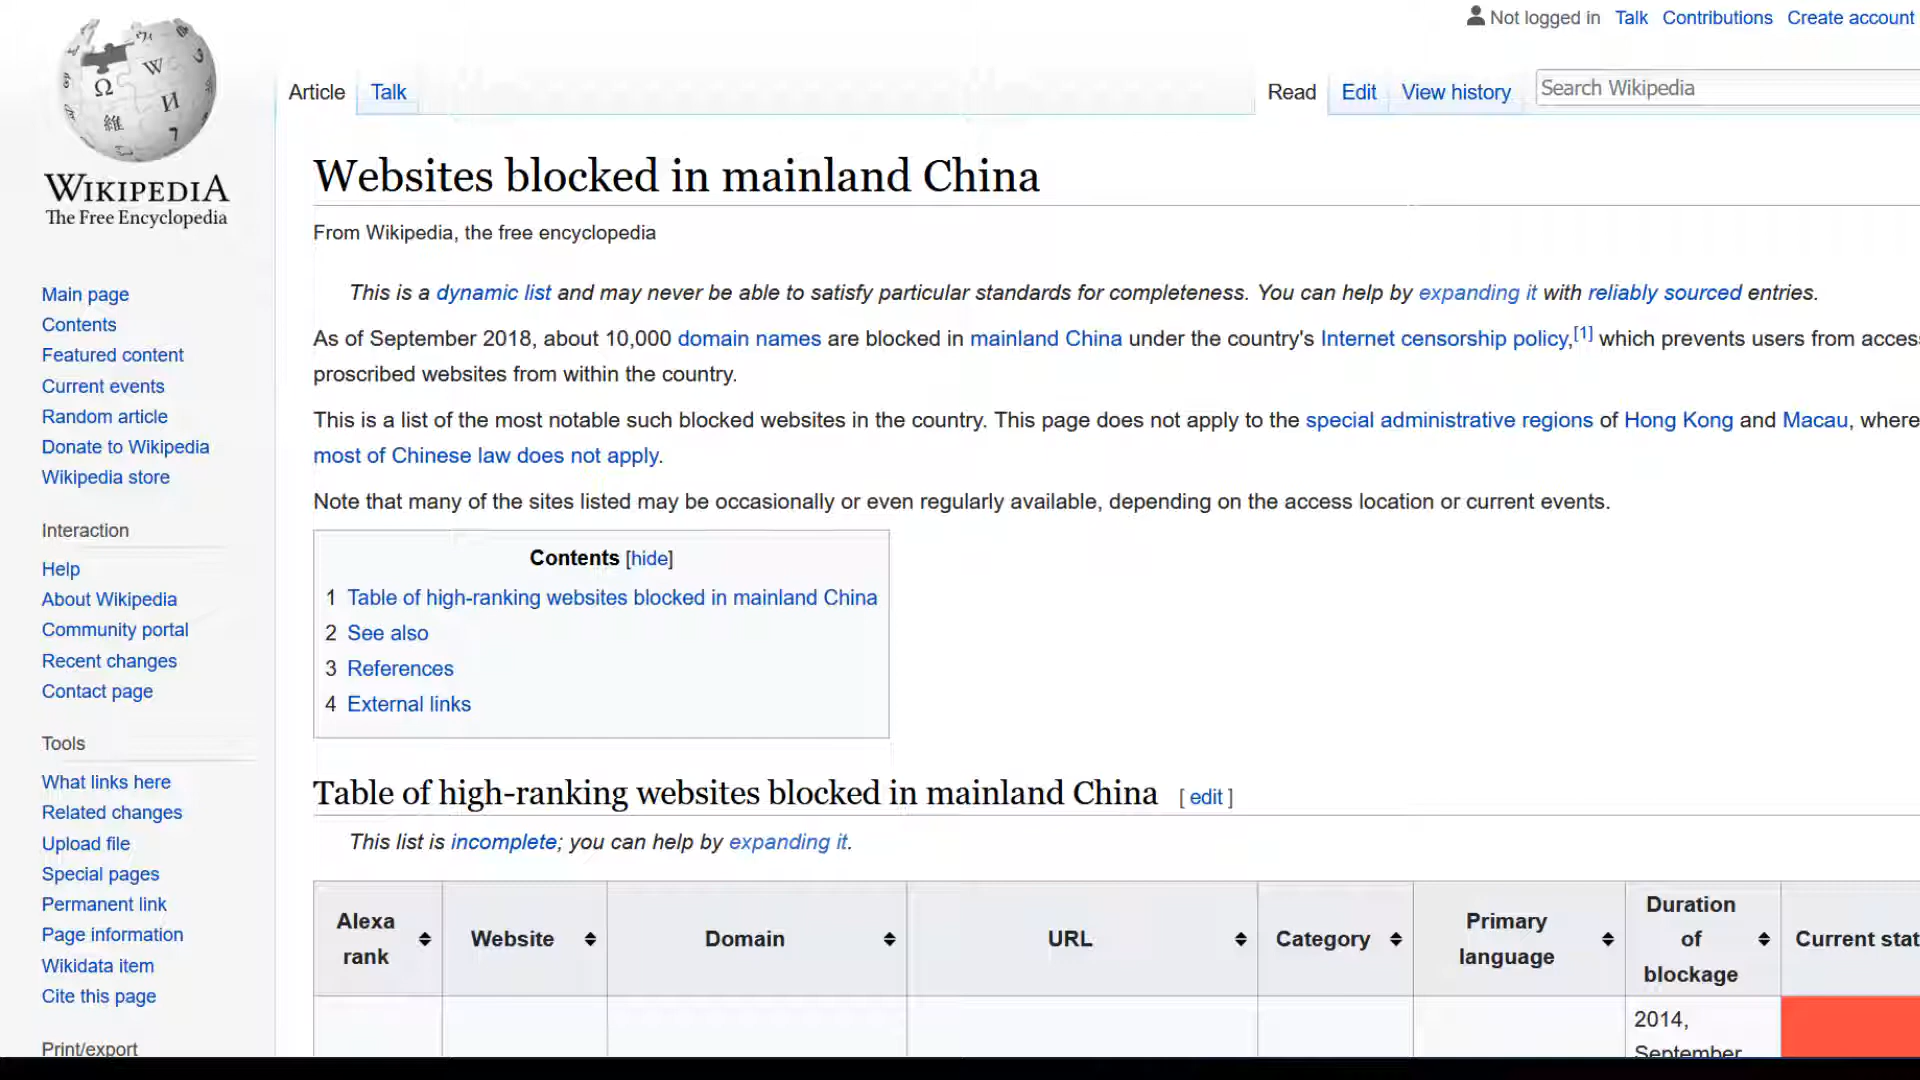 Not logged in Talk Contributions Create account
Article Talk Read Edit View history Search Wikipedia
WIKIPEDIA
The Free Encyclopedia
Main page
Contents
Featured content
Current events
Random article
Donate to Wikipedia
Wikipedia store
Interaction
Help
About Wikipedia
Community portal
Recent changes
Contact page
Tools
What links here
Related changes
Upload file
Special pages
Permanent link
Page information
Wikidata item
Cite this page
Print/export
Websites blocked in mainland China
From Wikipedia, the free encyclopedia
This is a dynamic list and may never be able to satisfy particular standards for completeness. You can help by expanding it with reliably sourced entries.
As of September 2018, about 10,000 domain names are blocked in mainland China under the country's Internet censorship policy,[1] which prevents users from acces
proscribed websites from within the country.
This is a list of the most notable such blocked websites in the country. This page does not apply to the special administrative regions of Hong Kong and Macau, where
most of Chinese law does not apply.
Note that many of the sites listed may be occasionally or even regularly available, depending on the access location or current events.
Contents [hide]
1 Table of high-ranking websites blocked in mainland China
2 See also
3 References
4 External links
Table of high-ranking websites blocked in mainland China [ edit ]
This list is incomplete; you can help by expanding it.
Alexa
rank
Website
Domain
URL
Category
Primary
language
Duration
of
blockage
Current stat
2014,
September